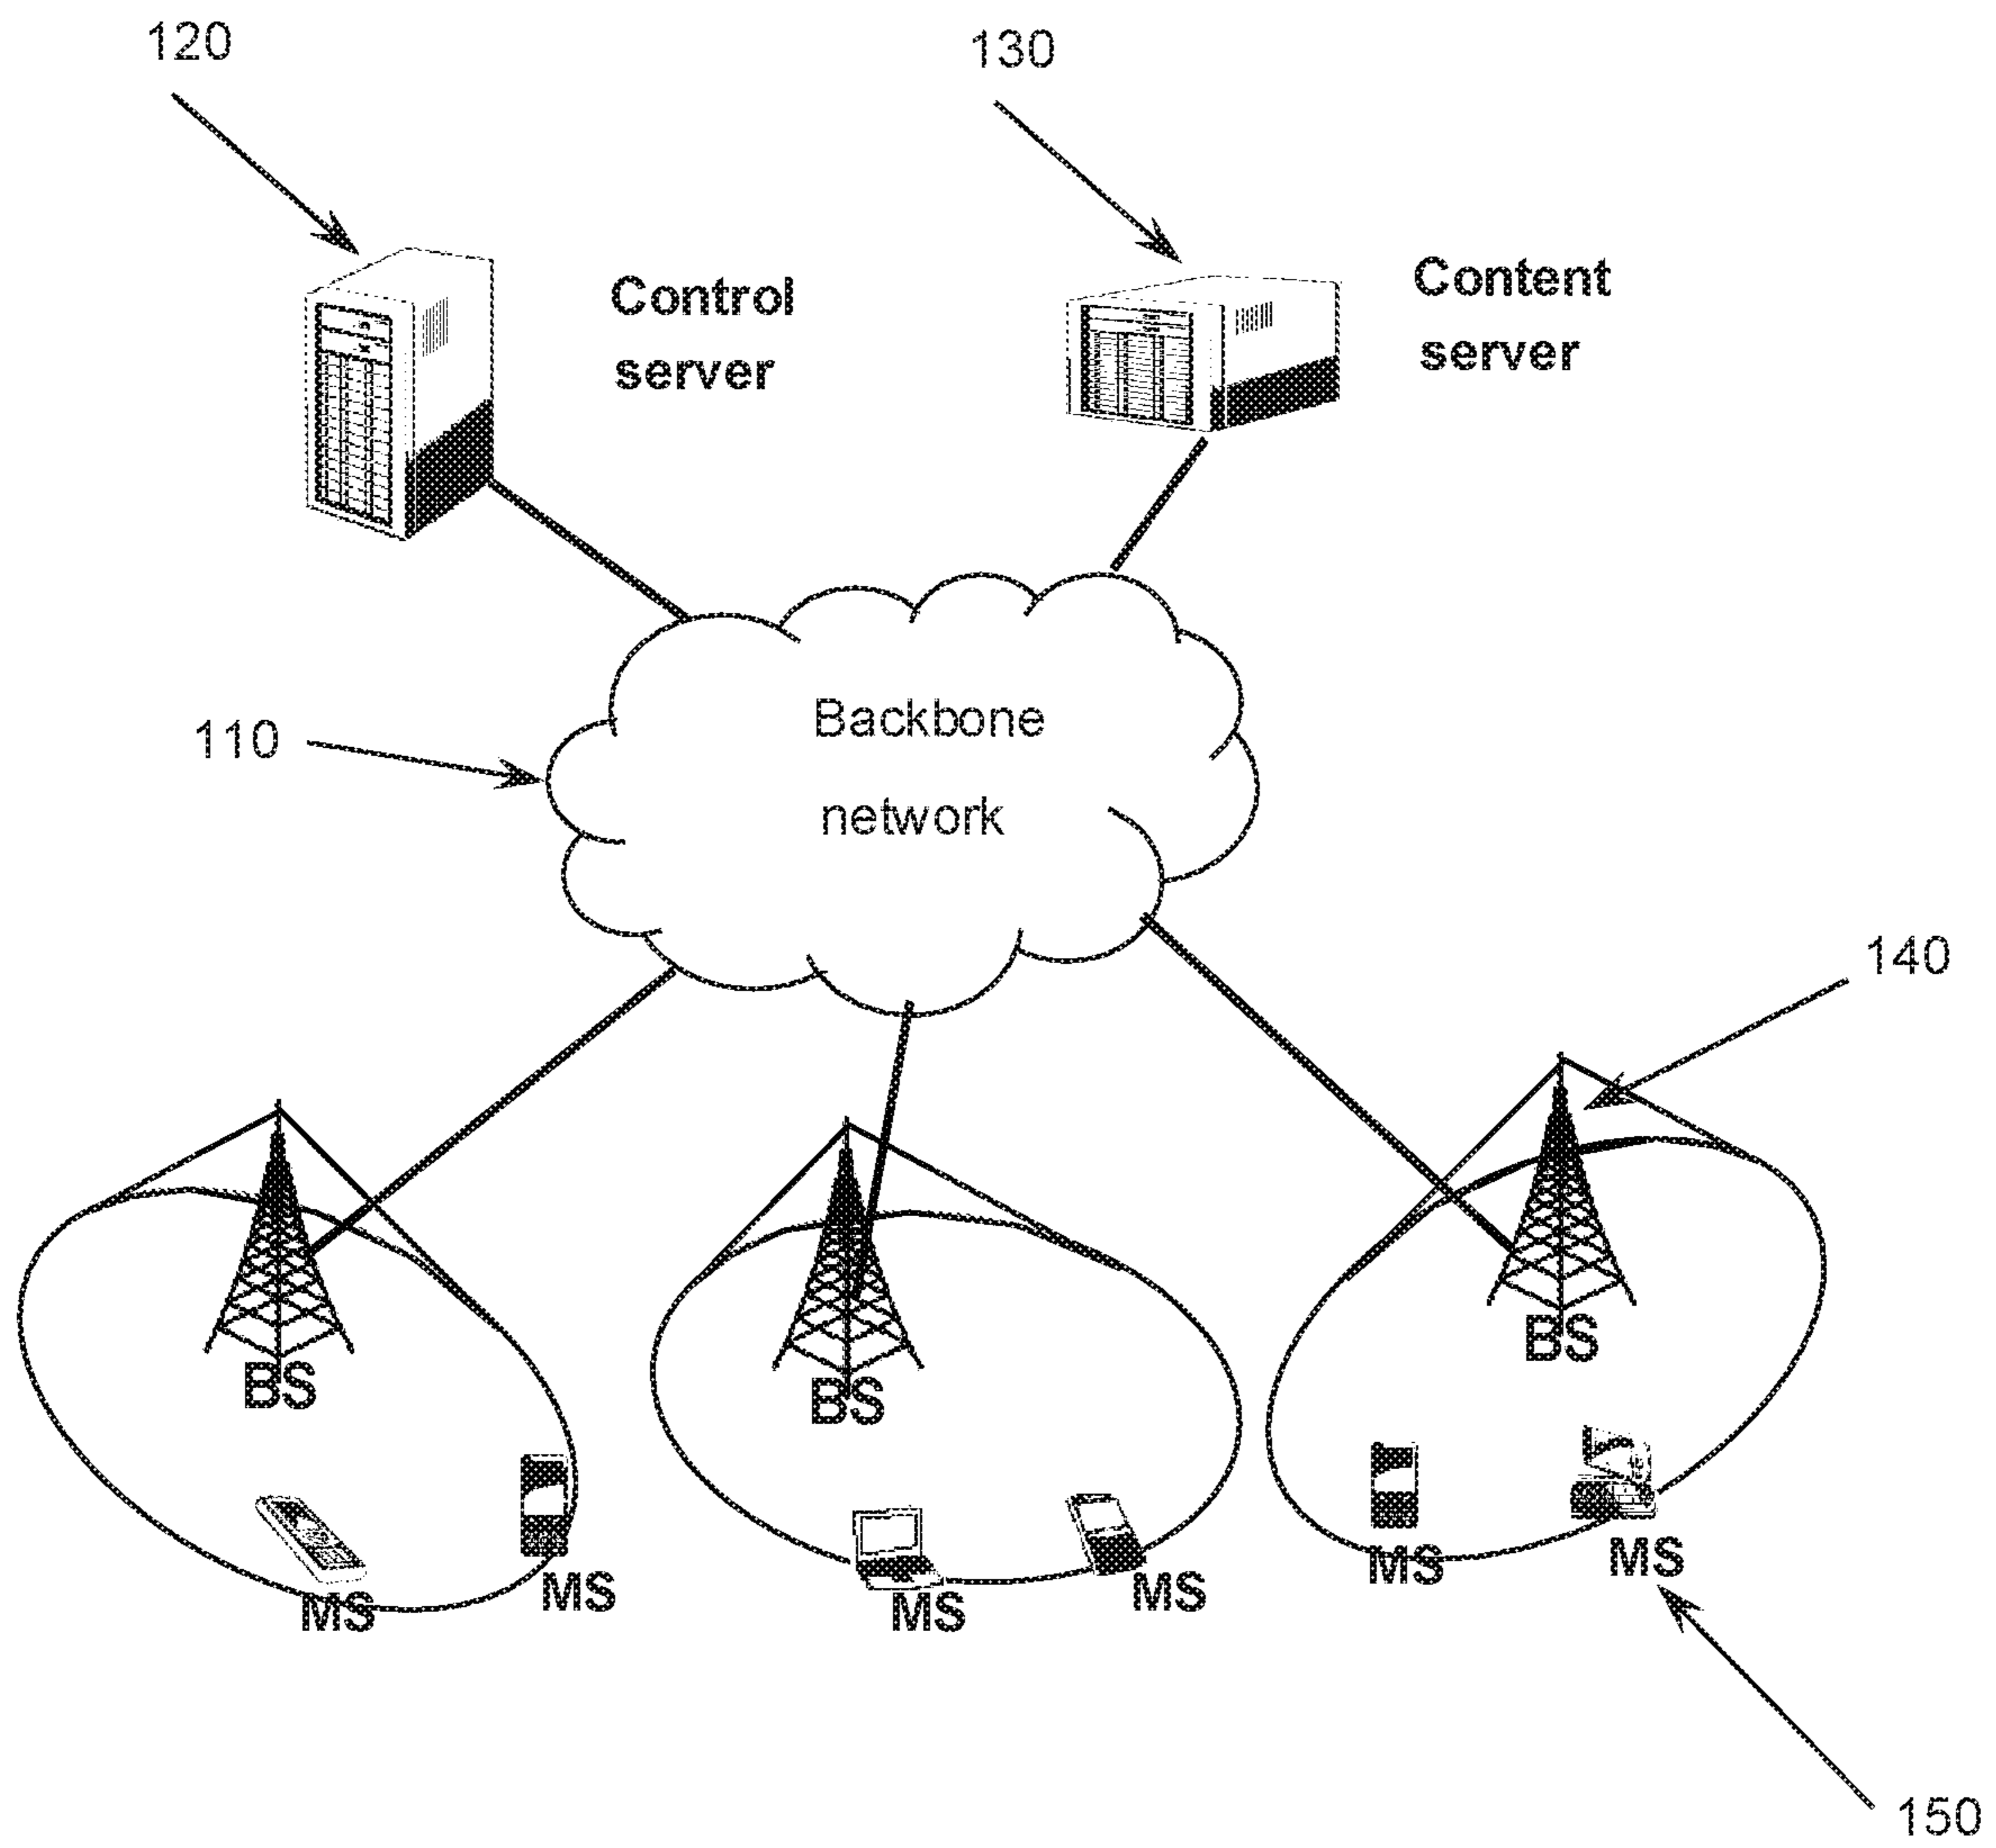 120
130
Control
server
Content
server
Backbone
network
110
140
BS
BS
BS
MS
MS
MS
MS
MS
MS
150